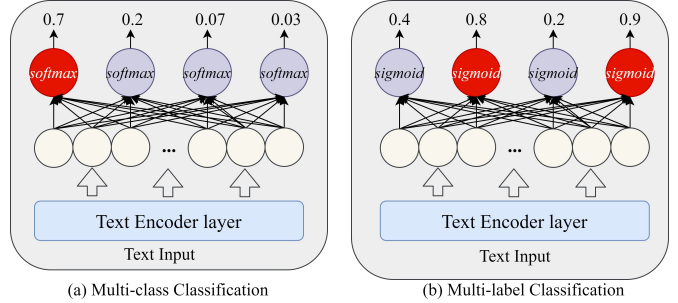 0.7 0.2 0.07 0.03
softmax softmax softmax softmax
...
Text Encoder layer
Text Input
(a) Multi-class Classification
0.4 0.8 0.2 0.9
sigmoid sigmoid sigmoid sigmoid
...
Text Encoder layer
Text Input
(b) Multi-label Classification